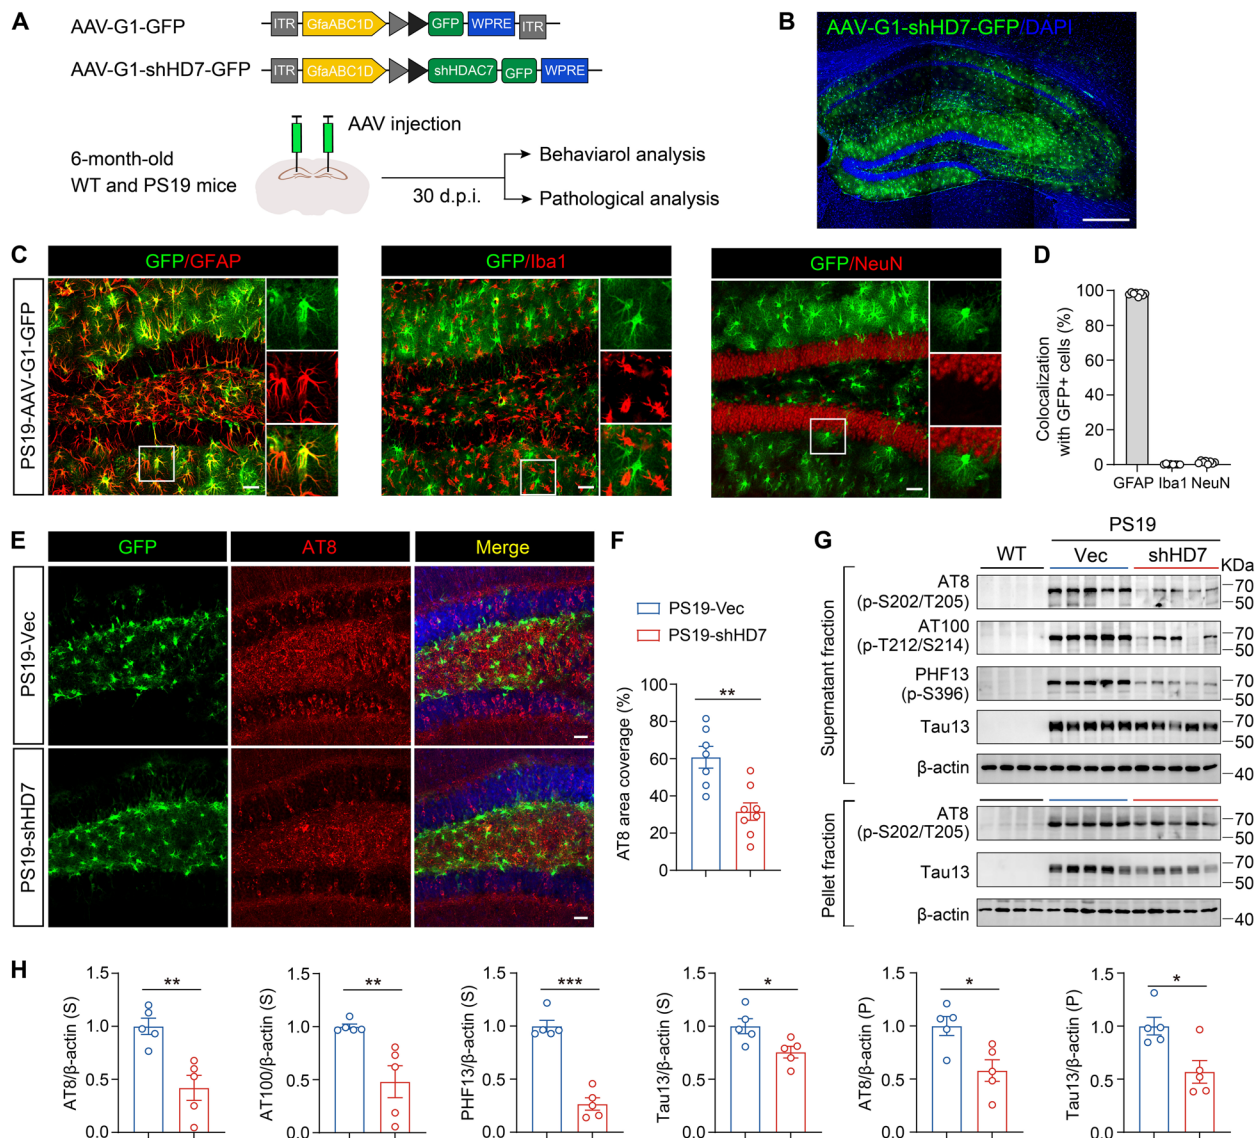 A
AAV-G1-GFP
ITR GfaABC1D GFP WPRE ITR
AAV-G1-shHD7-GFP
ITR GfaABC1D shHDAC7 GFP WPRE
AAV injection
6-month-old
WT and PS19 mice
30 d.p.i.
Behaviarol analysis
Pathological analysis
B
AAV-G1-shHD7-GFP/DAPI
C
PS19-AAV-G1-GFP
GFP/GFAP
GFP/Iba1
GFP/NeuN
D
Colocalization
with GFP+ cells (%)
100
80
60
40
20
0
GFAP Iba1 NeuN
E
GFP AT8 Merge
PS19-Vec
PS19-shHD7
F
PS19-Vec
PS19-shHD7
AT8 area coverage (%)
100
80
60
40
20
0
**
G
PS19
WT Vec shHD7
KDa
Supernatant fraction
AT8
(p-S202/T205)
70
50
AT100
(p-T212/S214)
70
50
PHF13
(p-S396)
70
50
Tau13
70
50
β-actin
40
Pellet fraction
AT8
(p-S202/T205)
70
50
Tau13
70
50
β-actin
40
H
AT8/β-actin (S)
1.5
1.0
0.5
0.0
**
AT100/β-actin (S)
1.5
1.0
0.5
0.0
**
PHF13/β-actin (S)
1.5
1.0
0.5
0.0
***
Tau13/β-actin (S)
1.5
1.0
0.5
0.0
*
AT8/β-actin (P)
1.5
1.0
0.5
0.0
*
Tau13/β-actin (P)
1.5
1.0
0.5
0.0
*